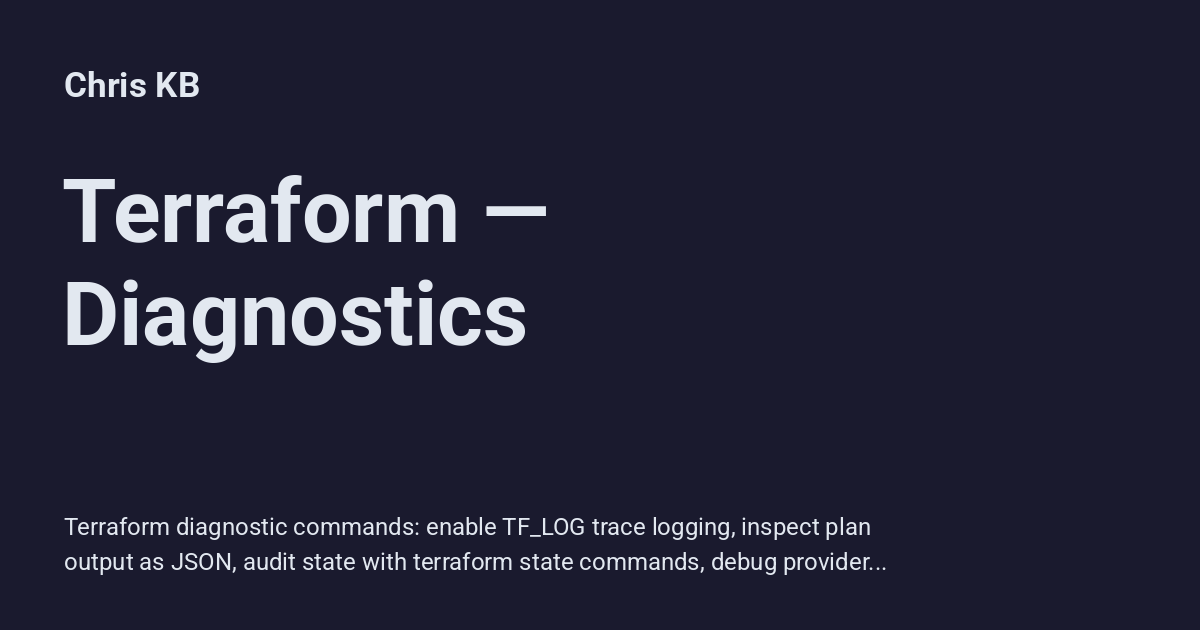 Chris KB
Terraform —
Diagnostics
Terraform diagnostic commands: enable TF_LOG trace logging, inspect plan
output as JSON, audit state with terraform state commands, debug provider...